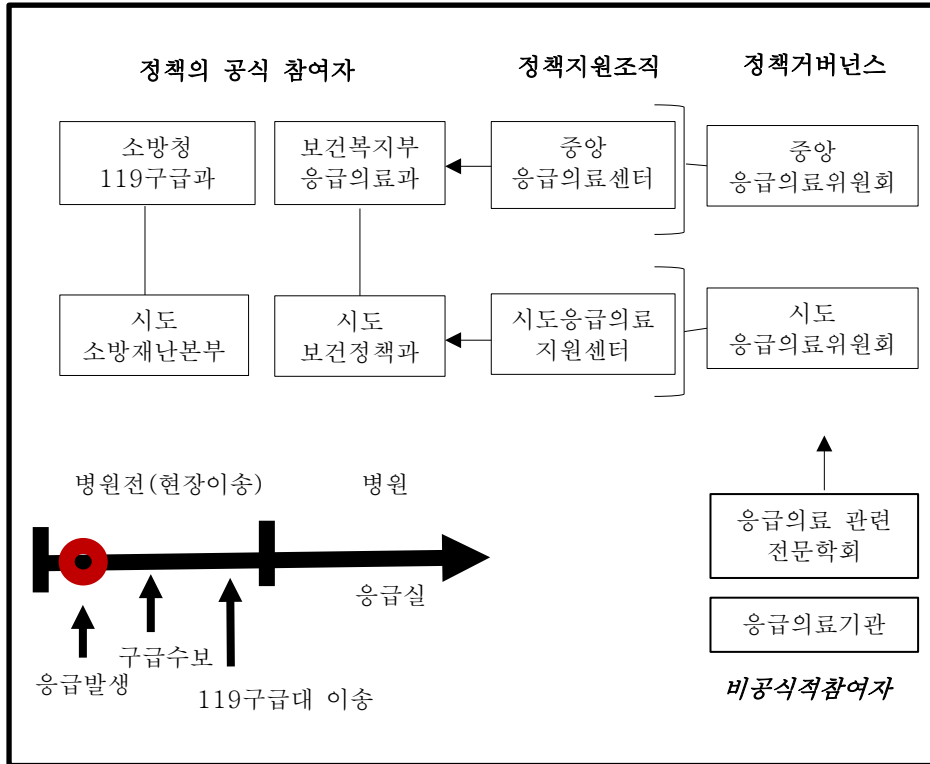 정책의 공식 참여자
정책지원조직
정책거버넌스
소방청
119구급과
보건복지부
응급의료과
중앙
응급의료센터
중앙
응급의료위원회
시도
소방재난본부
시도
보건정책과
시도응급의료
지원센터
시도
응급의료위원회
병원전(현장이송)
병원
응급실
응급발생
구급수보
119구급대 이송
응급의료 관련
전문학회
응급의료기관
비공식적참여자